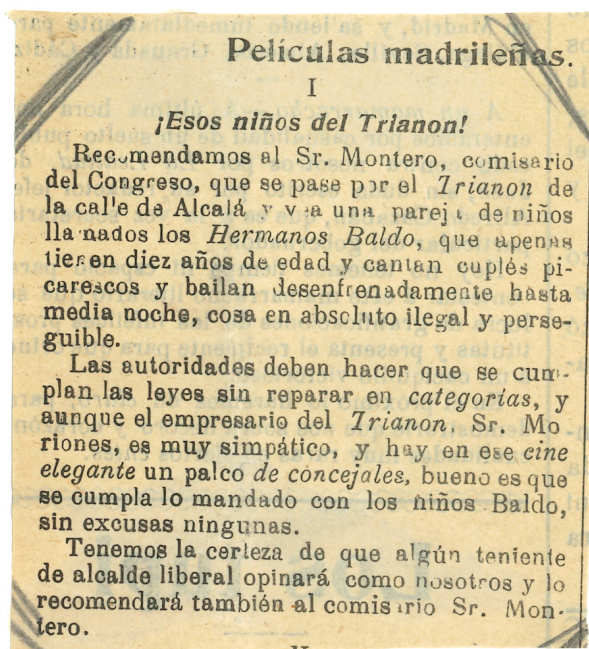 Películas madrileñas.
I
¡Esos niños del Trianon!
Recomendamos al Sr. Montero, comisario
del Congreso, que se pase por el Trianon de
la calle de Alcalá y vea una pareja de niños
llamados los Hermanos Baldo, que apenas
tienen diez años de edad y cantan cuplés pi-
carescos y bailan desenfrenadamente hasta
media noche, cosa en absoluto ilegal y perse-
guible.
Las autoridades deben hacer que se cum-
plan las leyes sin reparar en categorías, y
aunque el empresario del Trianon, Sr. Mo
riones, es muy simpático, y hay en ese cine
elegante un palco de concejales, bueno es que
se cumpla lo mandado con los niños Baldo,
sin excusas ningunas.
Tenemos la certeza de que algún teniente
de alcalde liberal opinará como nosotros y lo
recomendará también al comisario Sr. Mon-
tero.